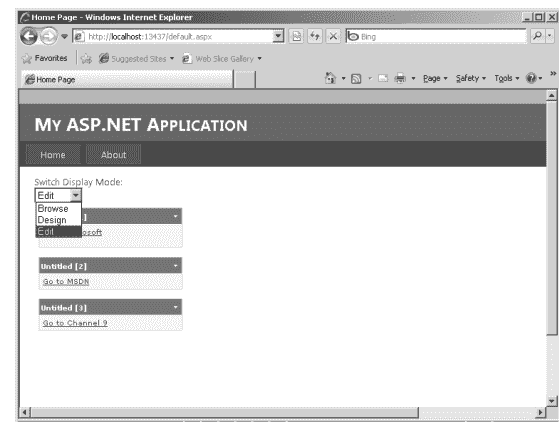 Home Page - Windows Internet Explorer
http://localhost:13437/default.aspx
Bing
Favorites
Suggested Sites
Web Slice Gallery
Home Page
Page
Safety
Tools
»
MY ASP.NET APPLICATION
Home
About
Switch Display Mode:
Edit
Browse
Design
Edit
]
osoft
Untitled [2]
Go to MSDN
Untitled [3]
Go to Channel 9